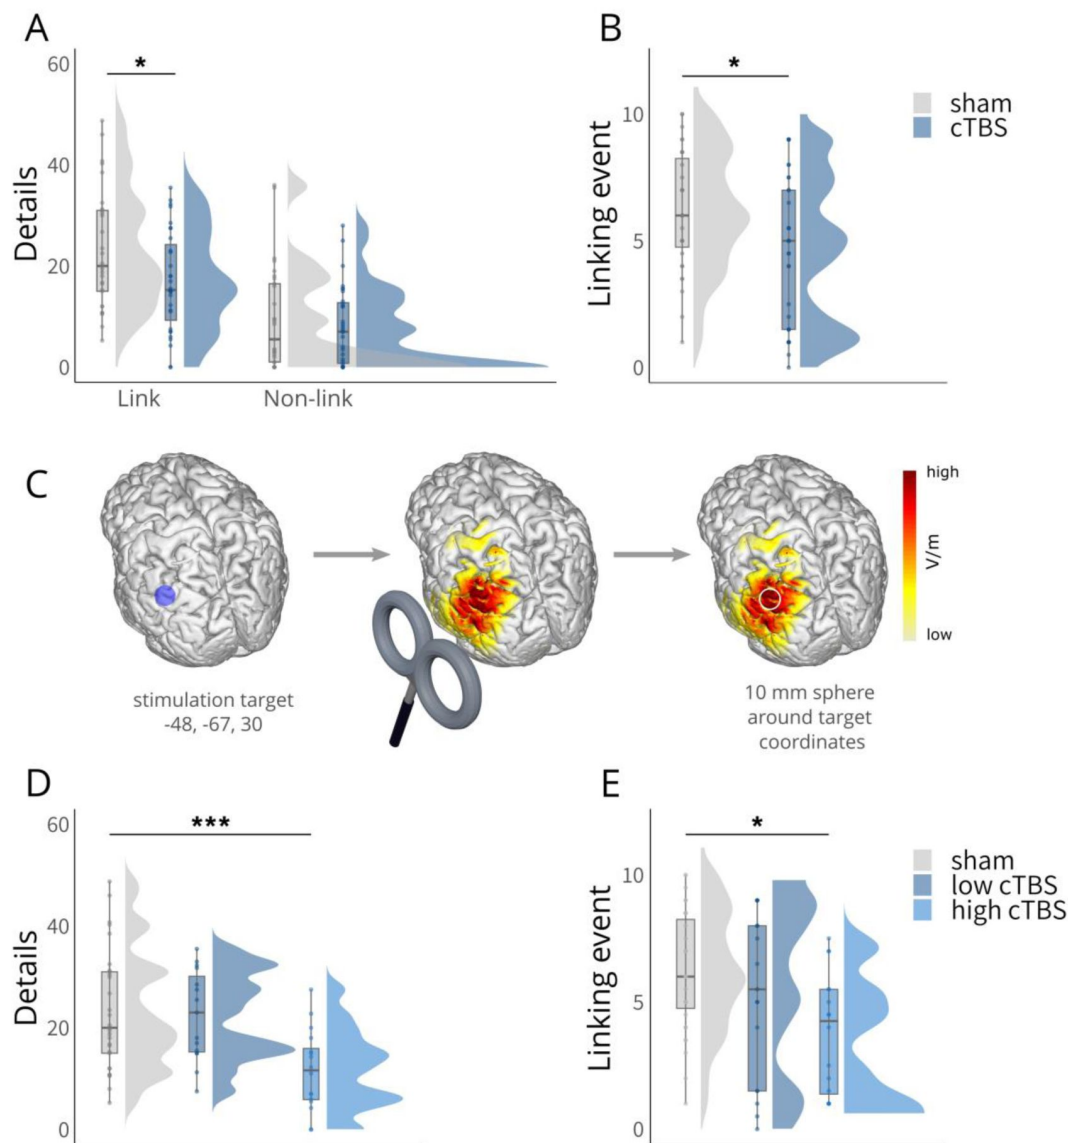 A
60
*
40
Details
20
0
Link
Non-link
B
*
10
Linking event
5
0
sham
cTBS
C
high
V/m
low
stimulation target
-48, -67, 30
10 mm sphere
around target
coordinates
D
60
***
40
Details
20
0
E
*
10
Linking event
5
0
sham
low cTBS
high cTBS